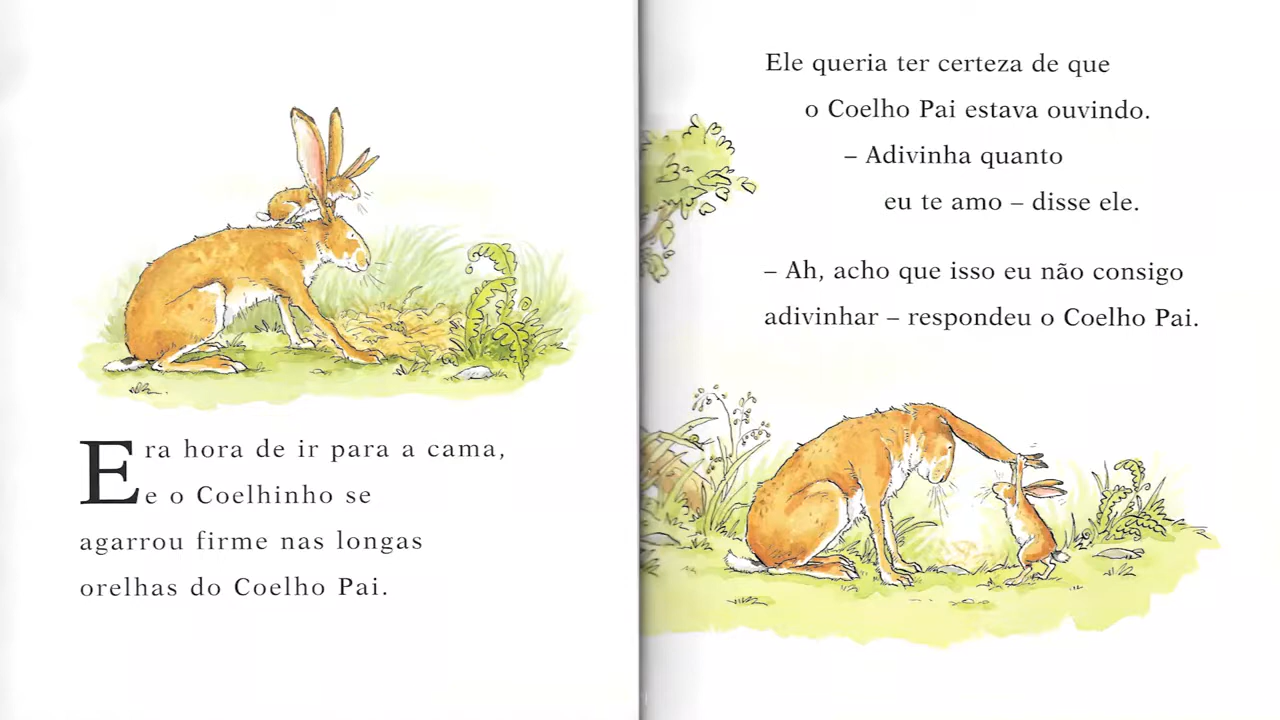 Era hora de ir para a cama,
e o Coelhinho se
agarrou firme nas longas
orelhas do Coelho Pai.
Ele queria ter certeza de que
o Coelho Pai estava ouvindo.
– Adivinha quanto
eu te amo – disse ele.
– Ah, acho que isso eu não consigo
adivinhar – respondeu o Coelho Pai.